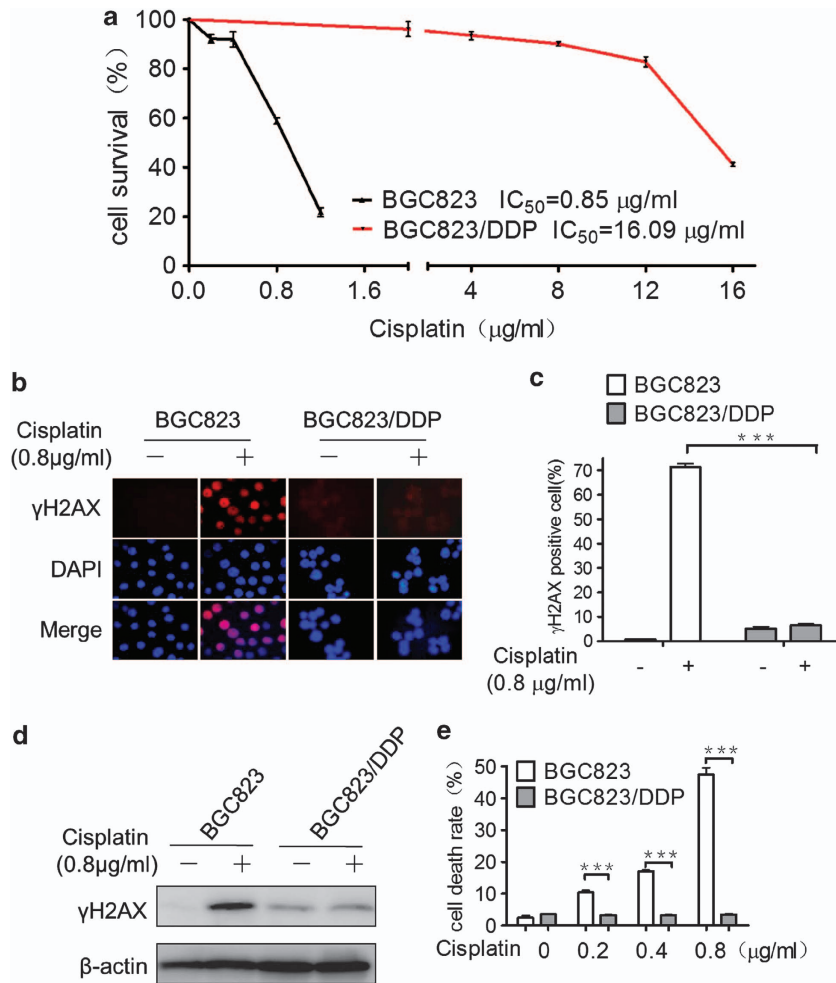 a
100
80
60
40
20
0
cell survival (%)
BGC823 IC50=0.85 μg/ml
BGC823/DDP IC50=16.09 μg/ml
0.0 0.8 1.6 4 8 12 16
Cisplatin (μg/ml)
b
BGC823 BGC823/DDP
Cisplatin
(0.8μg/ml) − + − +
γH2AX
DAPI
Merge
c
BGC823
BGC823/DDP
***
70
60
50
40
30
20
10
0
γH2AX positive cell(%)
Cisplatin
(0.8 μg/ml) - + - +
d
BGC823 BGC823/DDP
Cisplatin
(0.8μg/ml) − + − +
γH2AX
β-actin
e
BGC823
BGC823/DDP
50
40
30
20
10
0
cell death rate (%)
*** *** ***
Cisplatin 0 0.2 0.4 0.8 (μg/ml)